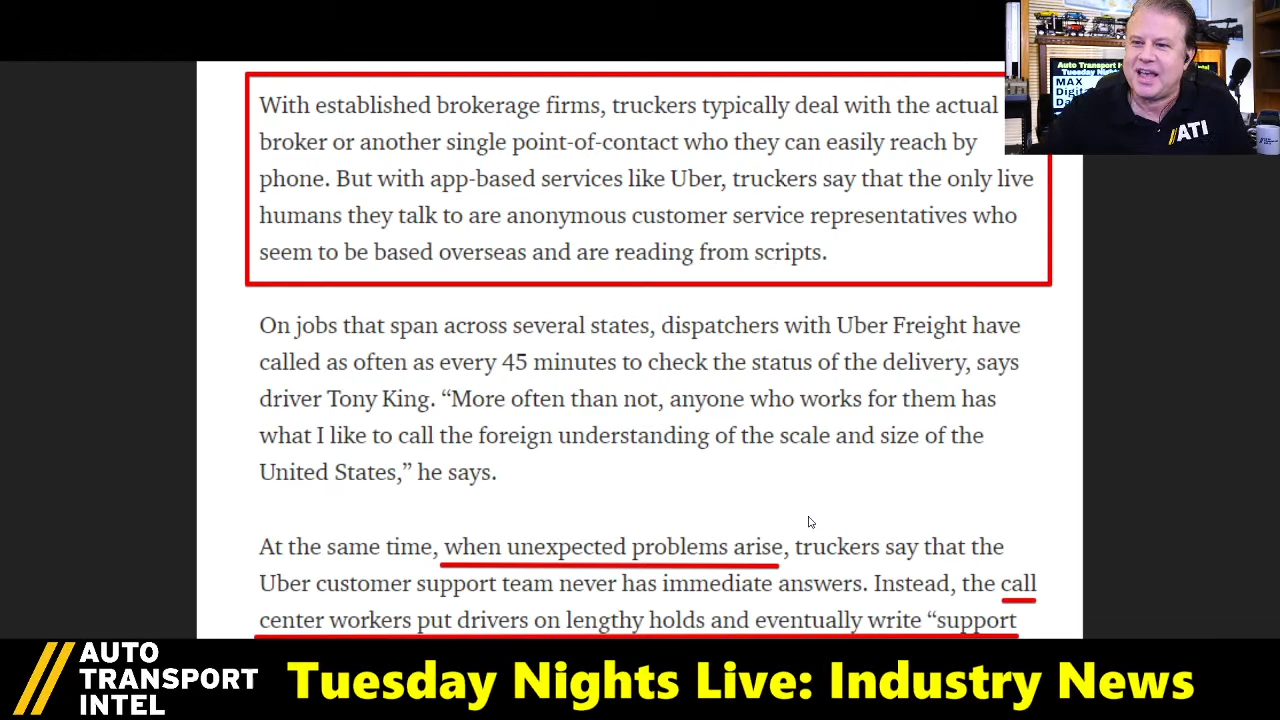 With established brokerage firms, truckers typically deal with the actual
broker or another single point-of-contact who they can easily reach by
phone. But with app-based services like Uber, truckers say that the only live
humans they talk to are anonymous customer service representatives who
seem to be based overseas and are reading from scripts.
On jobs that span across several states, dispatchers with Uber Freight have
called as often as every 45 minutes to check the status of the delivery, says
driver Tony King. “More often than not, anyone who works for them has
what I like to call the foreign understanding of the scale and size of the
United States,” he says.
At the same time, when unexpected problems arise, truckers say that the
Uber customer support team never has immediate answers. Instead, the call
center workers put drivers on lengthy holds and eventually write “support
Auto Transport
Tuesday Nigh
MAX
Digit
ATI
AUTO
TRANSPORT
INTEL
Tuesday Nights Live: Industry News